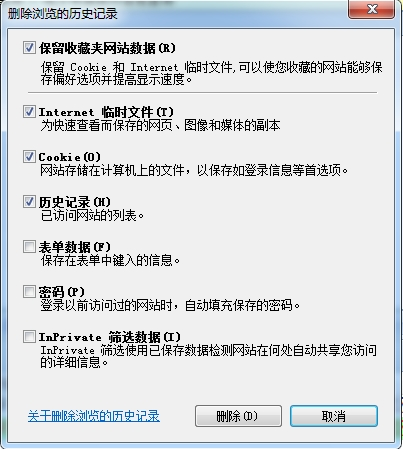 删除浏览的历史记录
保留收藏夹网站数据(R)
保留 Cookie 和 Internet 临时文件,可以使您收藏的网站能够保
存偏好选项并提高显示速度。
Internet 临时文件(T)
为快速查看而保存的网页、图像和媒体的副本
Cookie(O)
网站存储在计算机上的文件，以保存如登录信息等首选项。
历史记录(H)
已访问网站的列表。
表单数据(F)
保存在表单中键入的信息。
密码(P)
登录以前访问过的网站时，自动填充保存的密码。
InPrivate 筛选数据(I)
InPrivate 筛选使用已保存数据检测网站在何处自动共享您访问
的详细信息。
关于删除浏览的历史记录
删除(D)
取消